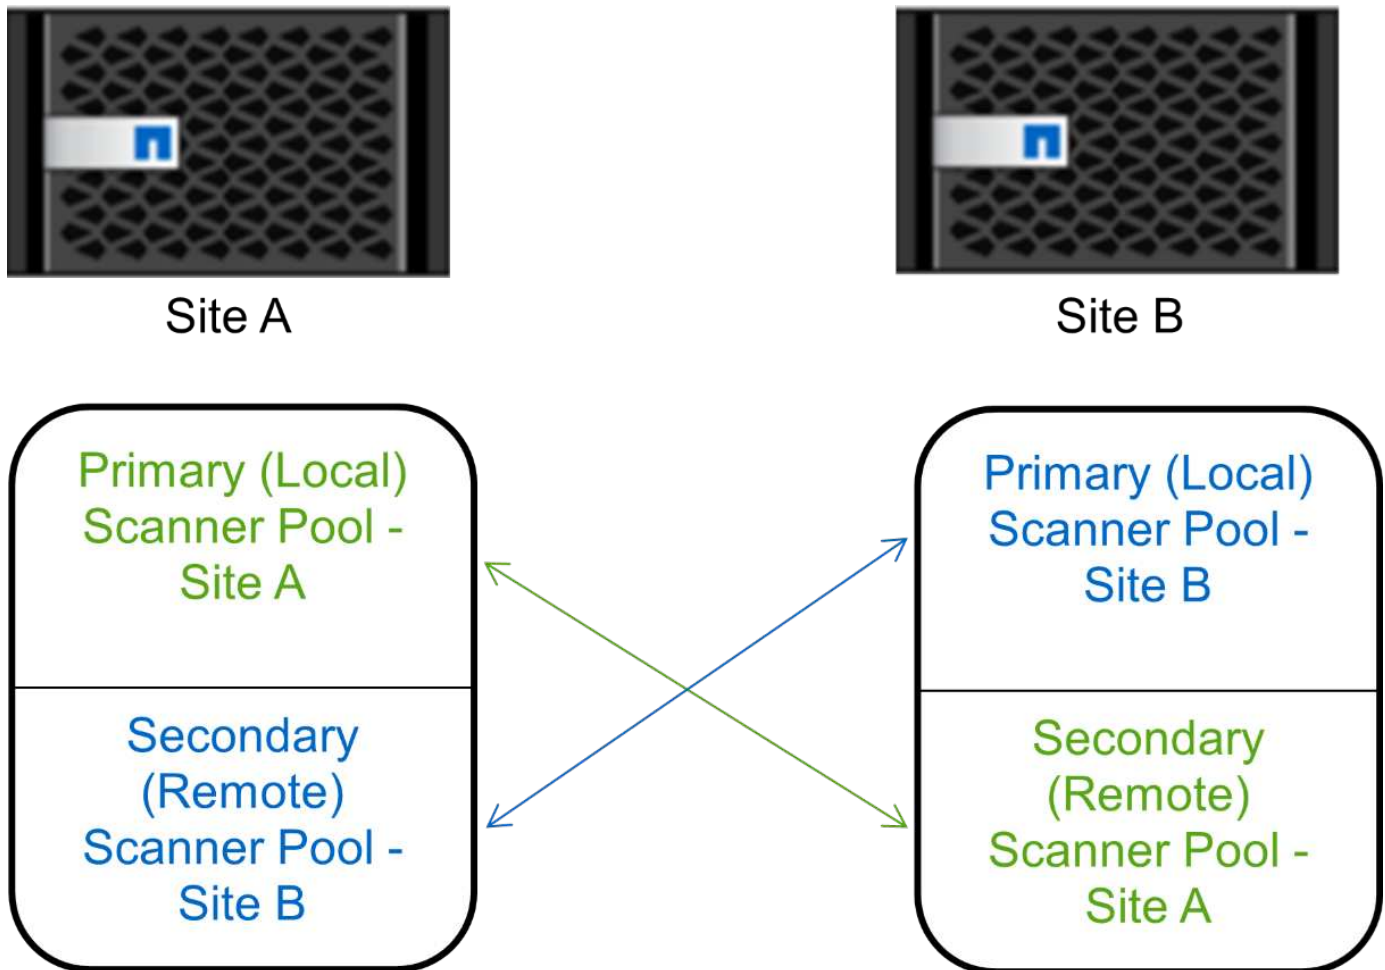 Site A
Site B
Primary (Local)
Scanner Pool -
Site A
Secondary
(Remote)
Scanner Pool -
Site B
Primary (Local)
Scanner Pool -
Site B
Secondary
(Remote)
Scanner Pool -
Site A